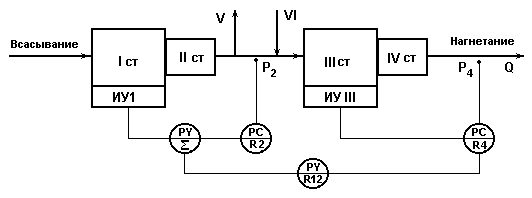 V
VI
Всасывание
I ст
II ст
P2
III ст
IV ст
Нагнетание
P4
Q
ИУ1
ИУ III
PY
Σ
PC
R2
PC
R4
PY
R12